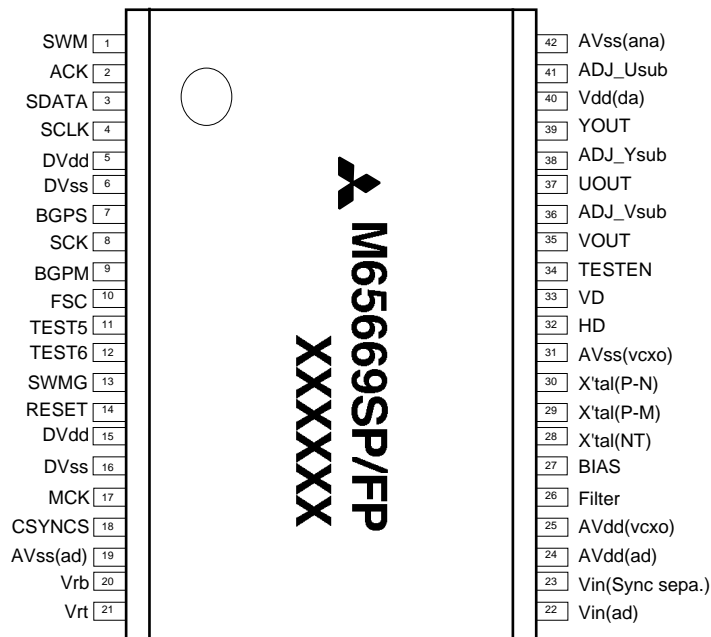 SWM 1
ACK 2
SDATA 3
SCLK 4
DVdd 5
DVss 6
BGPS 7
SCK 8
BGPM 9
FSC 10
TEST5 11
TEST6 12
SWMG 13
RESET 14
DVdd 15
DVss 16
MCK 17
CSYNCS 18
AVss(ad) 19
Vrb 20
Vrt 21
M65669SP/FP
XXXXXX
42 AVss(ana)
41 ADJ_Usub
40 Vdd(da)
39 YOUT
38 ADJ_Ysub
37 UOUT
36 ADJ_Vsub
35 VOUT
34 TESTEN
33 VD
32 HD
31 AVss(vcxo)
30 X'tal(P-N)
29 X'tal(P-M)
28 X'tal(NT)
27 BIAS
26 Filter
25 AVdd(vcxo)
24 AVdd(ad)
23 Vin(Sync sepa.)
22 Vin(ad)